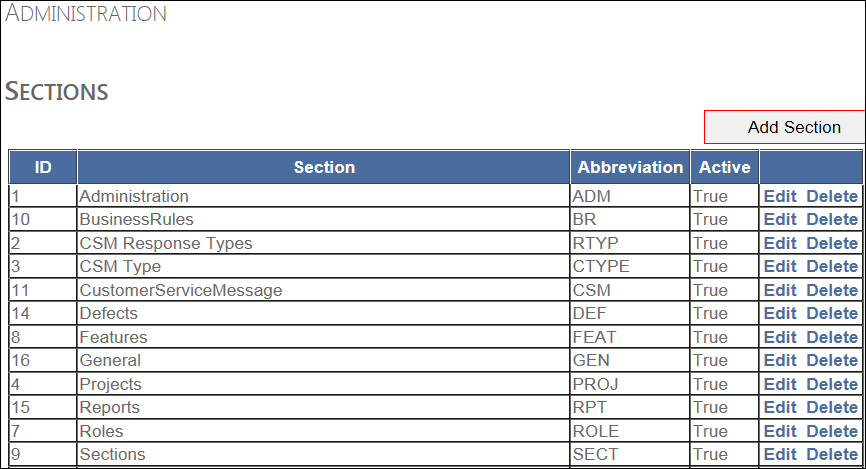 ADMINISTRATION
SECTIONS
Add Section
ID Section Abbreviation Active
1 Administration ADM True Edit Delete
10 BusinessRules BR True Edit Delete
2 CSM Response Types RTYP True Edit Delete
3 CSM Type CTYPE True Edit Delete
11 CustomerServiceMessage CSM True Edit Delete
14 Defects DEF True Edit Delete
8 Features FEAT True Edit Delete
16 General GEN True Edit Delete
4 Projects PROJ True Edit Delete
15 Reports RPT True Edit Delete
7 Roles ROLE True Edit Delete
9 Sections SECT True Edit Delete